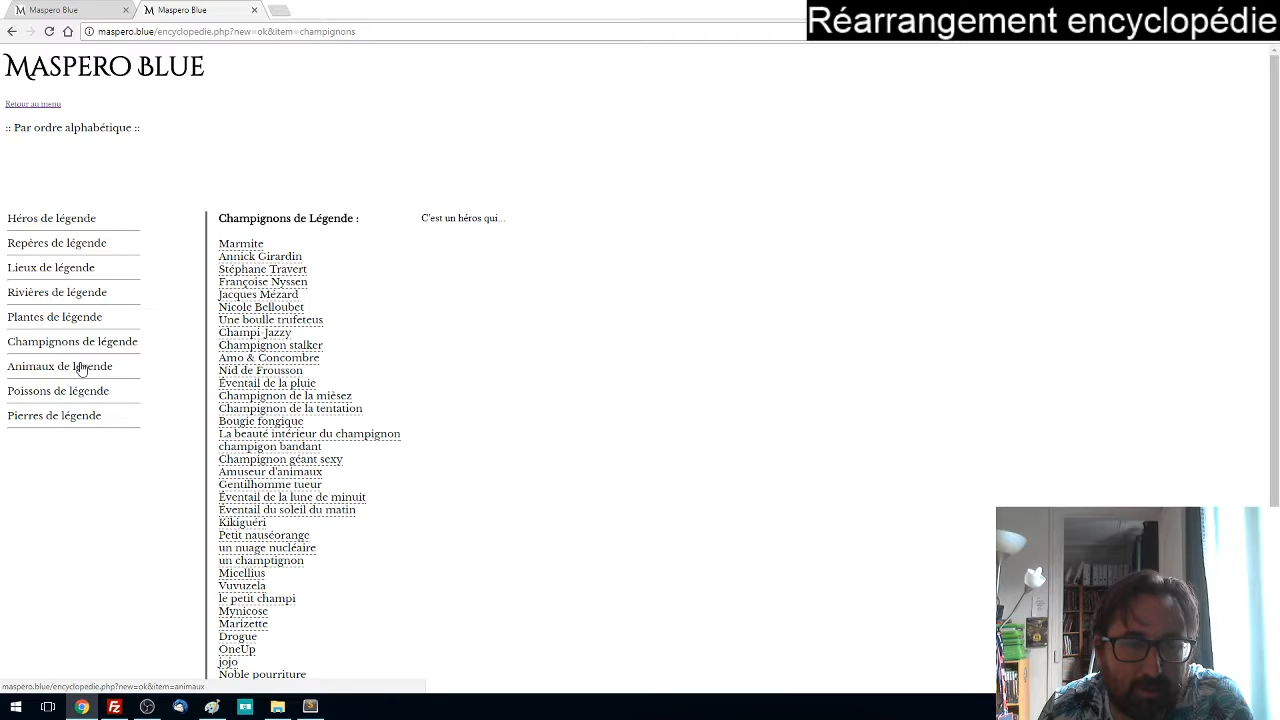 Maspero Blue
Maspero Blue
Réarrangement encyclopédie
maspero.blue/encyclopedie.php?new=ok&item=champignons
MASPERO BLUE
Retour au menu
:: Par ordre alphabétique ::
Héros de légende
Repères de légende
Lieux de légende
Rivières de légende
Plantes de légende
Champignons de légende
Animaux de légende
Poissons de légende
Pierres de légende
Champignons de Légende :
Marmite
Annick Girardin
Stéphane Travert
Françoise Nyssen
Jacques Mézard
Nicole Belloubet
Une boulle trufeteus
Champi-Jazzy
Champignon stalker
Amo & Concombre
Nid de Frousson
Éventail de la pluie
Champignon de la mièsez
Champignon de la tentation
Bougie fongique
La beauté intérieur du champignon
champigon bandant
Champignon géant sexy
Amuseur d'animaux
Gentilhomme tueur
Éventail de la lune de minuit
Éventail du soleil du matin
Kikiguéri
Petit nauséorange
un nuage nucléaire
un champtignon
Micellius
Vuvuzela
le petit champi
Mynicose
Marizette
Drogue
OneUp
jojo
Noble pourriture
C'est un héros qui...
maspero.blue/encyclopedie.php?new=ok&item=animaux